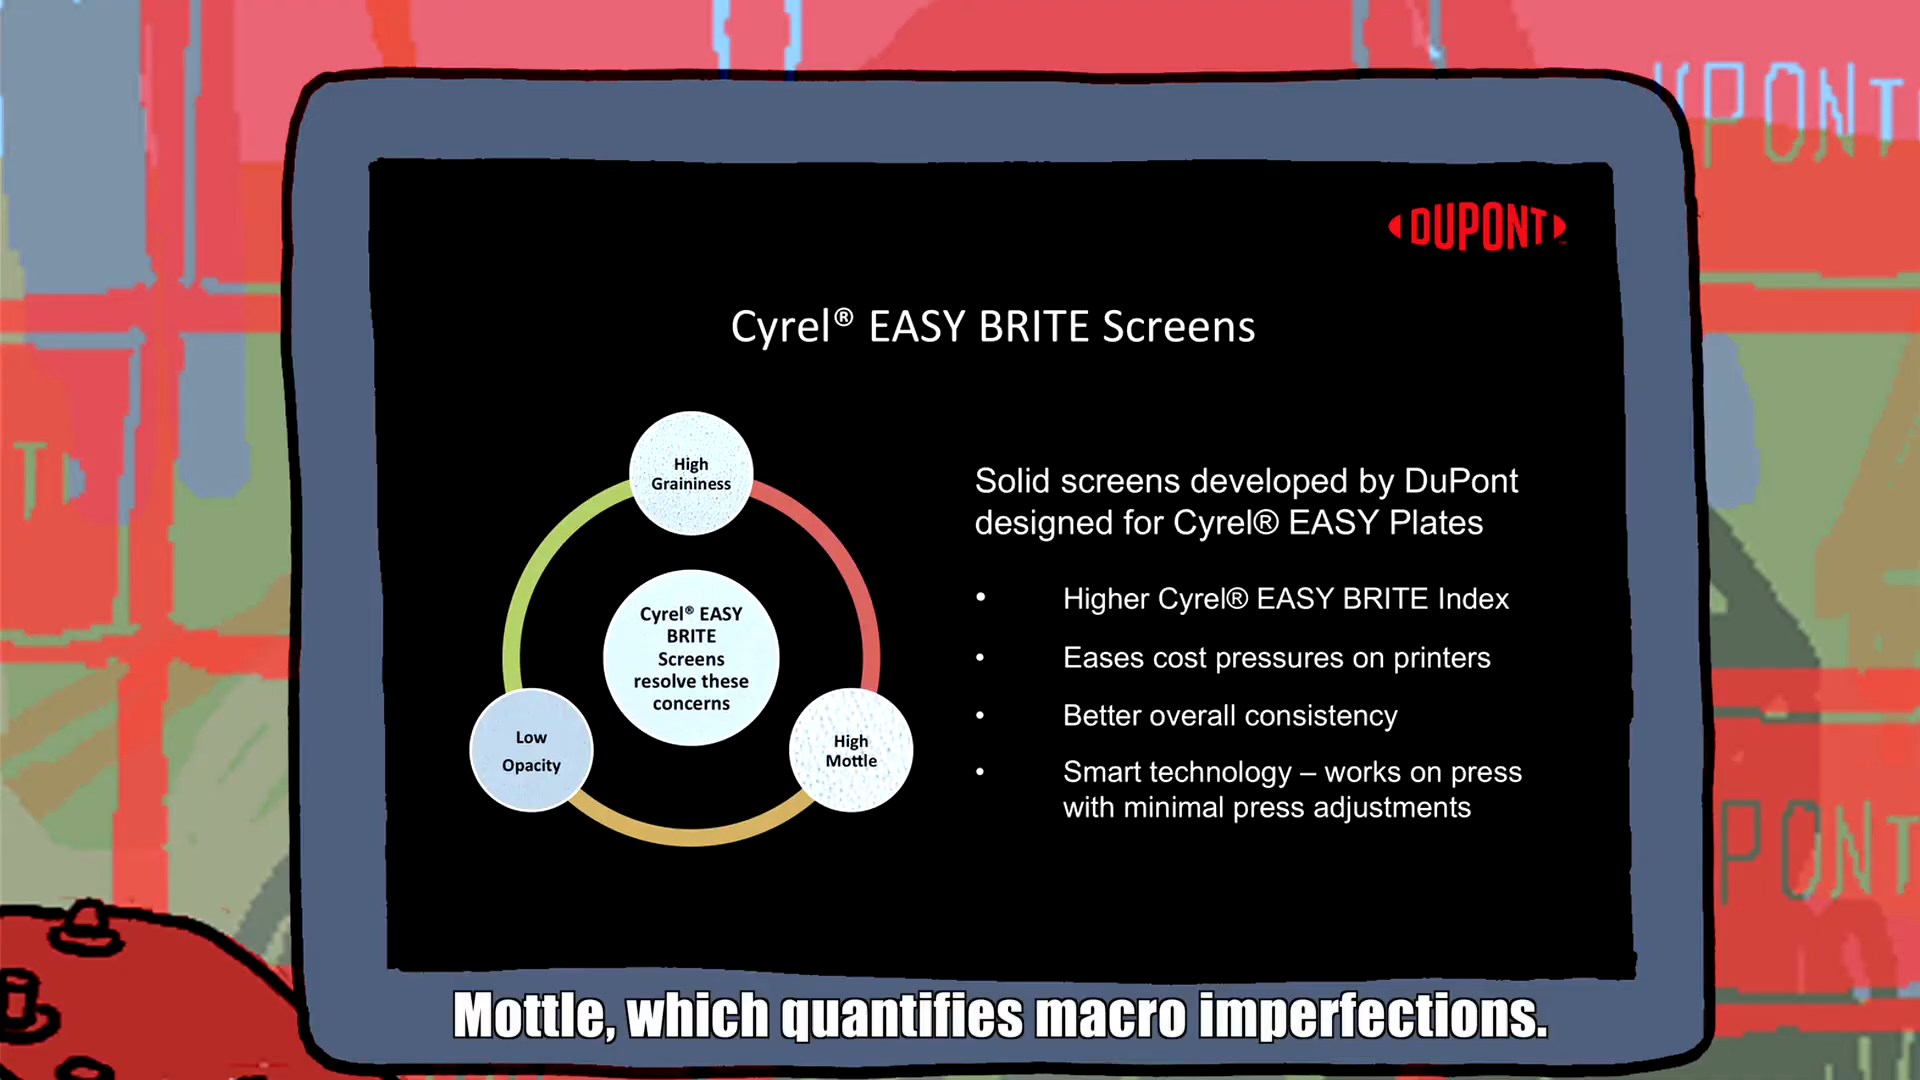 DUPONT
Cyrel® EASY BRITE Screens
High
Graininess
Cyrel® EASY
BRITE
Screens
resolve these
concerns
Low
Opacity
High
Mottle
Solid screens developed by DuPont
designed for Cyrel® EASY Plates
• Higher Cyrel® EASY BRITE Index
• Eases cost pressures on printers
• Better overall consistency
• Smart technology – works on press
with minimal press adjustments
Mottle, which quantifies macro imperfections.